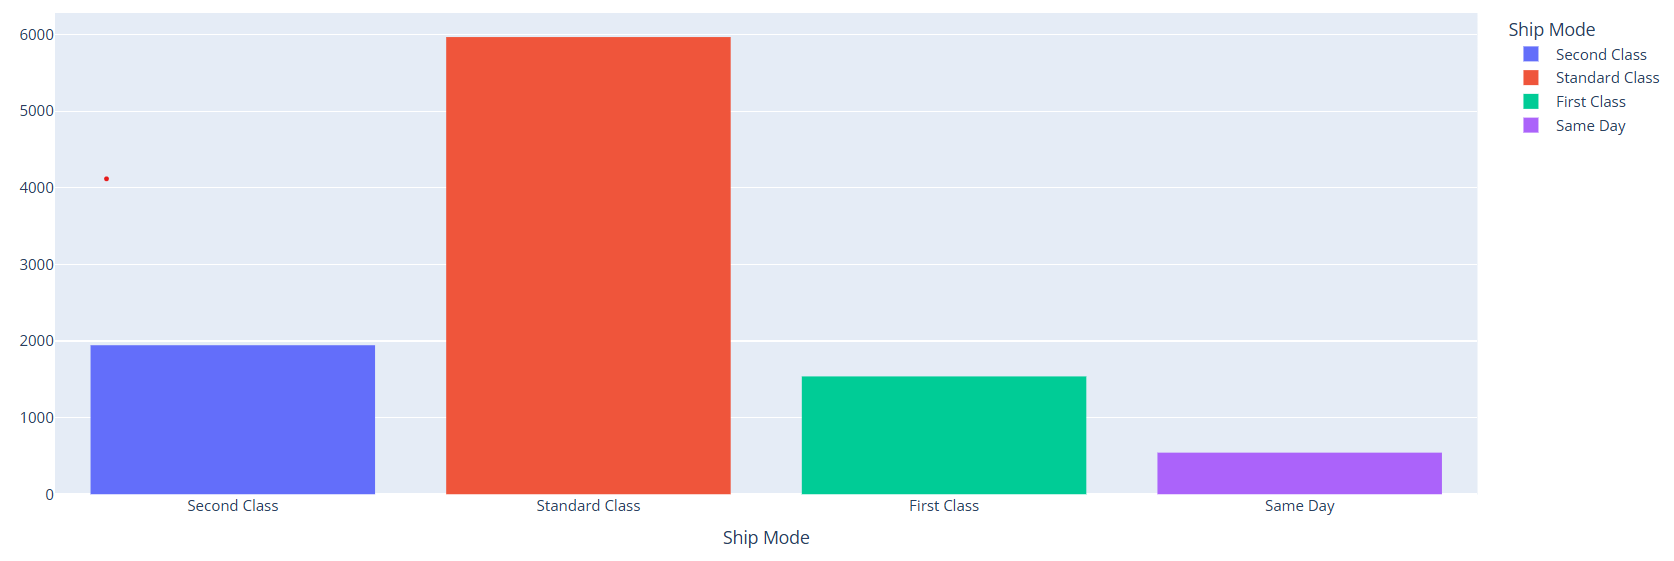 6000
5000
4000
3000
2000
1000
0
Second Class
Standard Class
First Class
Same Day
Ship Mode
Ship Mode
Second Class
Standard Class
First Class
Same Day